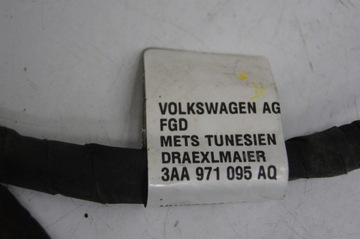 VOLKSWAGEN AG
FGD
METS TUNESIEN
DRAEXLMAIER
3AA 971 095 AQ